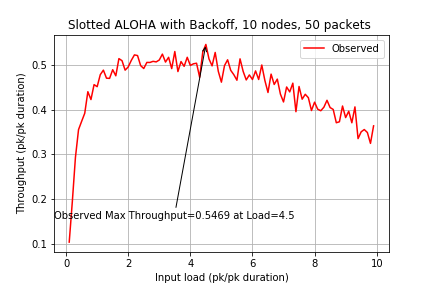 Slotted ALOHA with Backoff, 10 nodes, 50 packets
Observed
0.5
0.4
0.3
0.2
0.1
Throughput (pk/pk duration)
Observed Max Throughput=0.5469 at Load=4.5
0 2 4 6 8 10
Input load (pk/pk duration)